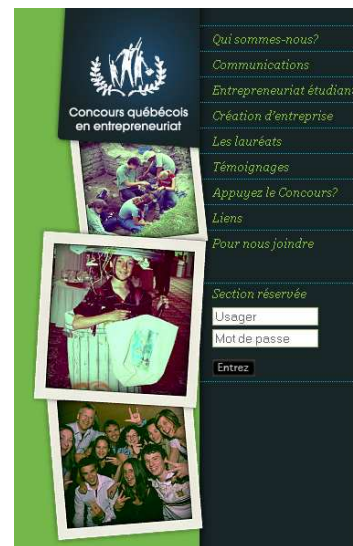 Concours québécois
en entrepreneuriat
Qui sommes-nous?
Communications
Entrepreneuriat étudian
Création d'entreprise
Les lauréats
Témoignages
Appuyez le Concours?
Liens
Pour nous joindre
Section réservée
Usager
Mot de passe
Entrez